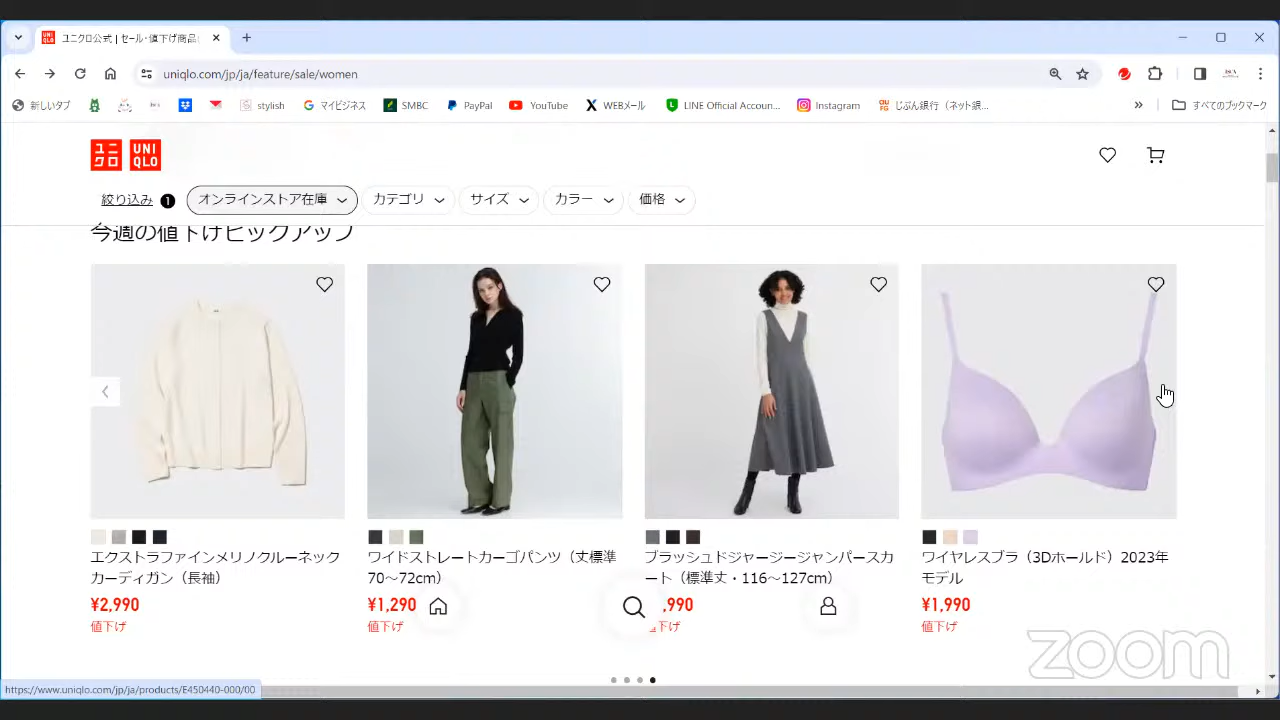 ユニクロ公式 | セール・値下げ商品
uniqlo.com/jp/ja/feature/sale/women
新しいタブ
stylish
マイビジネス
SMBC
PayPal
YouTube
WEBメール
LINE Official Accoun...
Instagram
じぶん銀行（ネット銀...
»
すべてのブックマーク
ユニクロ
UNIQLO
絞り込み 1
オンラインストア在庫
カテゴリ
サイズ
カラー
価格
今週の値下げピックアップ
エクストラファインメリノクルーネック
カーディガン（長袖）
¥2,990
値下げ
ワイドストレートカーゴパンツ（丈標準
70～72cm）
¥1,290
値下げ
ブラッシュドジャージージャンパースカ
ート（標準丈・116～127cm）
,990
値下げ
ワイヤレスブラ（3Dホールド）2023年
モデル
¥1,990
値下げ
zoom
https://www.uniqlo.com/jp/ja/products/E450440-000/00